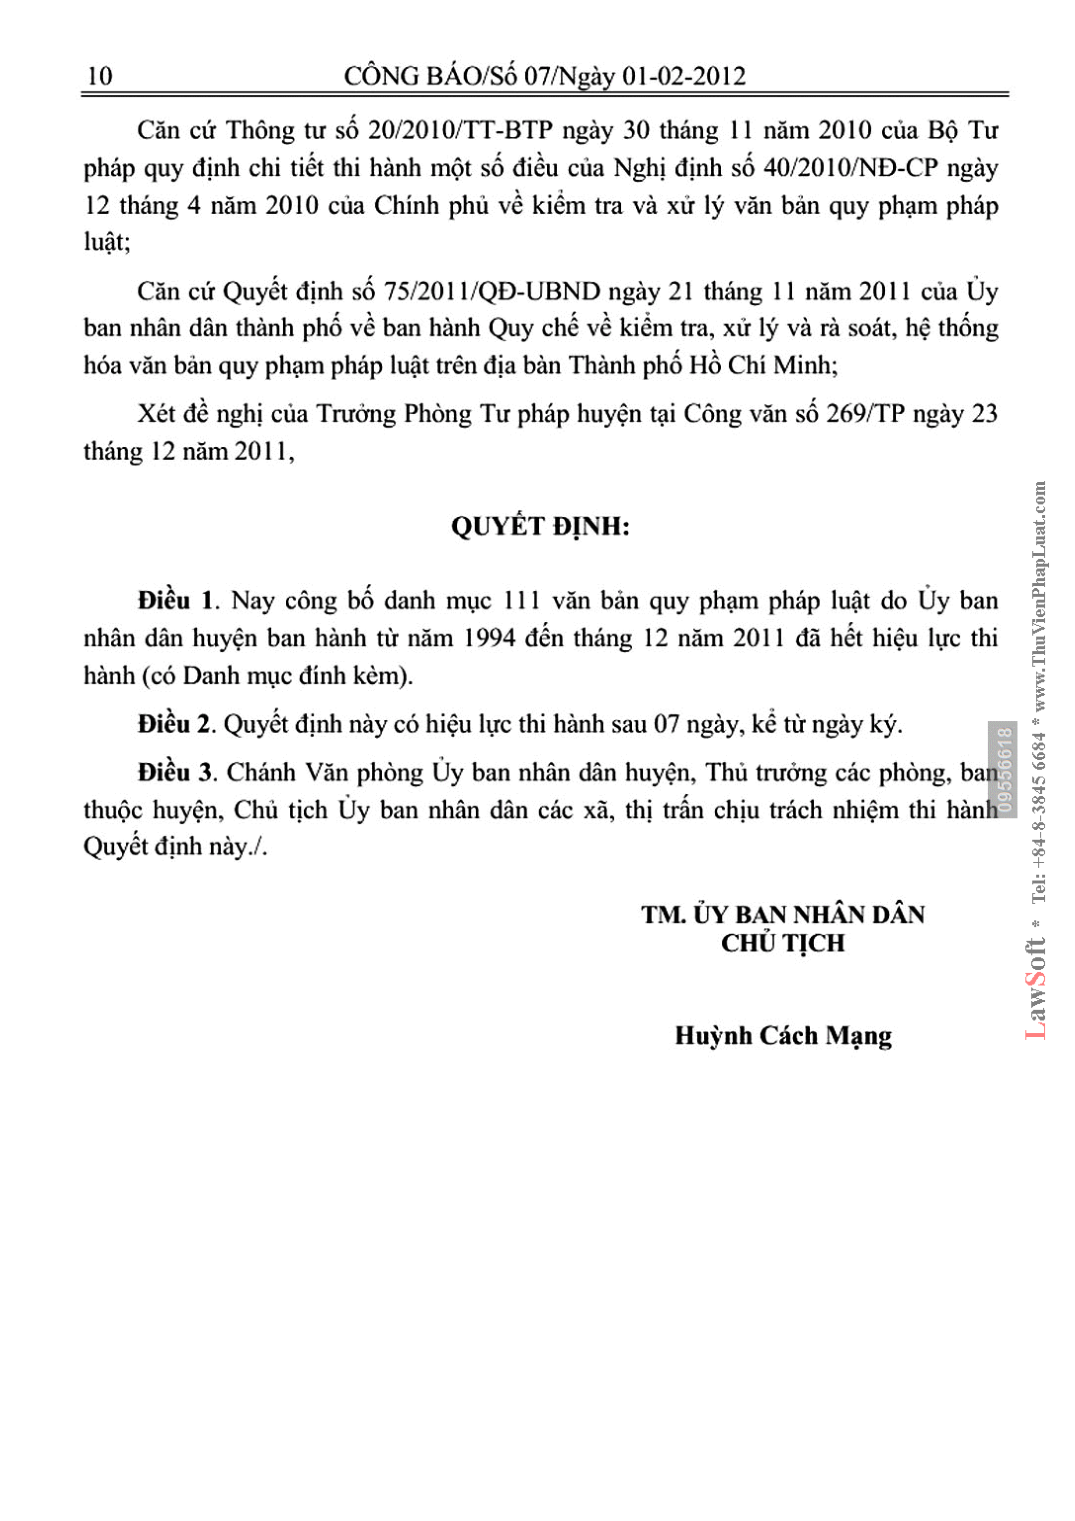 10 CÔNG BÁO/Số 07/Ngày 01-02-2012
Căn cứ Thông tư số 20/2010/TT-BTP ngày 30 tháng 11 năm 2010 của Bộ Tư
pháp quy định chi tiết thi hành một số điều của Nghị định số 40/2010/NĐ-CP ngày
12 tháng 4 năm 2010 của Chính phủ về kiểm tra và xử lý văn bản quy phạm pháp
luật;
Căn cứ Quyết định số 75/2011/QĐ-UBND ngày 21 tháng 11 năm 2011 của Ủy
ban nhân dân thành phố về ban hành Quy chế về kiểm tra, xử lý và rà soát, hệ thống
hóa văn bản quy phạm pháp luật trên địa bàn Thành phố Hồ Chí Minh;
Xét đề nghị của Trưởng Phòng Tư pháp huyện tại Công văn số 269/TP ngày 23
tháng 12 năm 2011,
QUYẾT ĐỊNH:
Điều 1. Nay công bố danh mục 111 văn bản quy phạm pháp luật do Ủy ban
nhân dân huyện ban hành từ năm 1994 đến tháng 12 năm 2011 đã hết hiệu lực thi
hành (có Danh mục đính kèm).
Điều 2. Quyết định này có hiệu lực thi hành sau 07 ngày, kể từ ngày ký.
Điều 3. Chánh Văn phòng Ủy ban nhân dân huyện, Thủ trưởng các phòng, ban
thuộc huyện, Chủ tịch Ủy ban nhân dân các xã, thị trấn chịu trách nhiệm thi hành
Quyết định này./.
TM. ỦY BAN NHÂN DÂN
CHỦ TỊCH
Huỳnh Cách Mạng
09556618
LawSoft * Tel: +84-8-3845 6684 * www.ThuVienPhapLuat.com